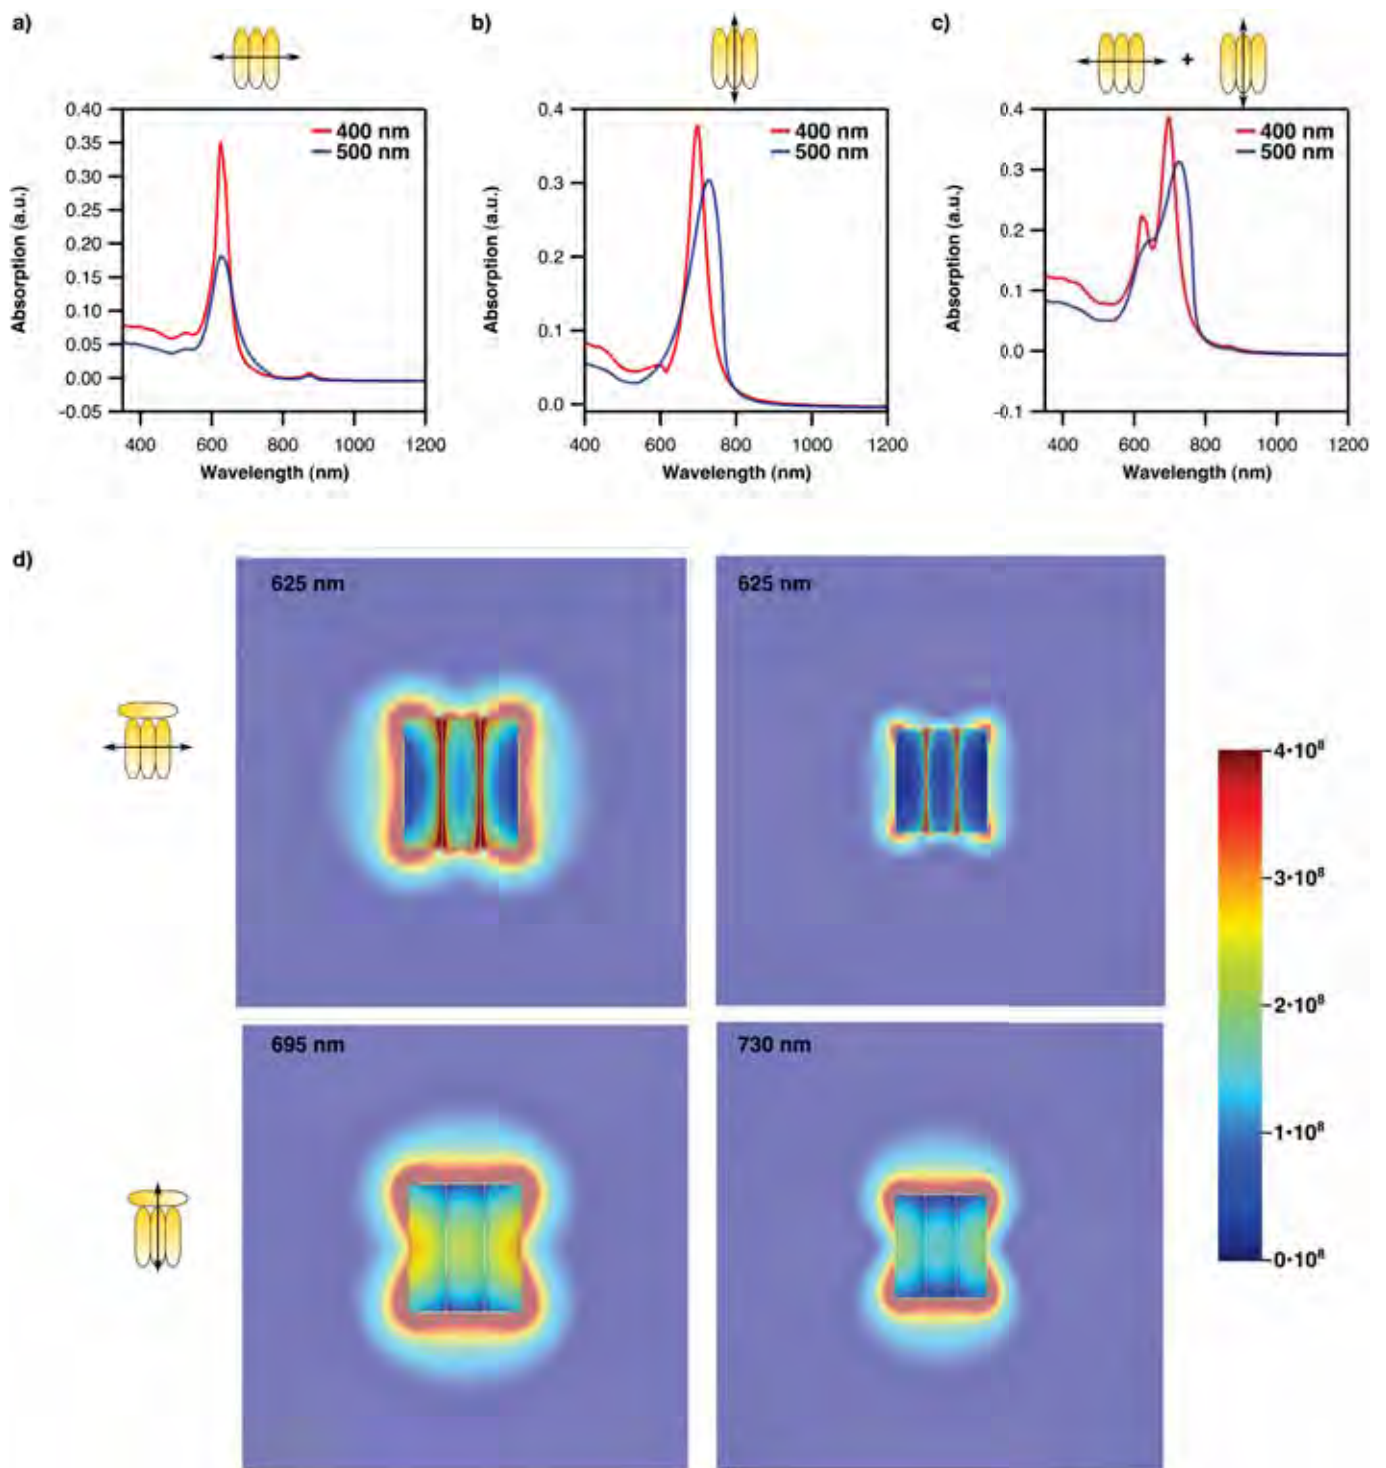 a)
b)
c)
+
400 nm
500 nm
0.40
0.35
0.30
0.25
0.20
0.15
0.10
0.05
0.00
-0.05
Absorption (a.u.)
400
600
800
1000
1200
Wavelength (nm)
400 nm
500 nm
0.4
0.3
0.2
0.1
0.0
Absorption (a.u.)
400
600
800
1000
1200
Wavelength (nm)
400 nm
500 nm
0.4
0.3
0.2
0.1
0.0
-0.1
Absorption (a.u.)
400
600
800
1000
1200
Wavelength (nm)
d)
625 nm
625 nm
695 nm
730 nm
4•10⁸
3•10⁸
2•10⁸
1•10⁸
0•10⁸